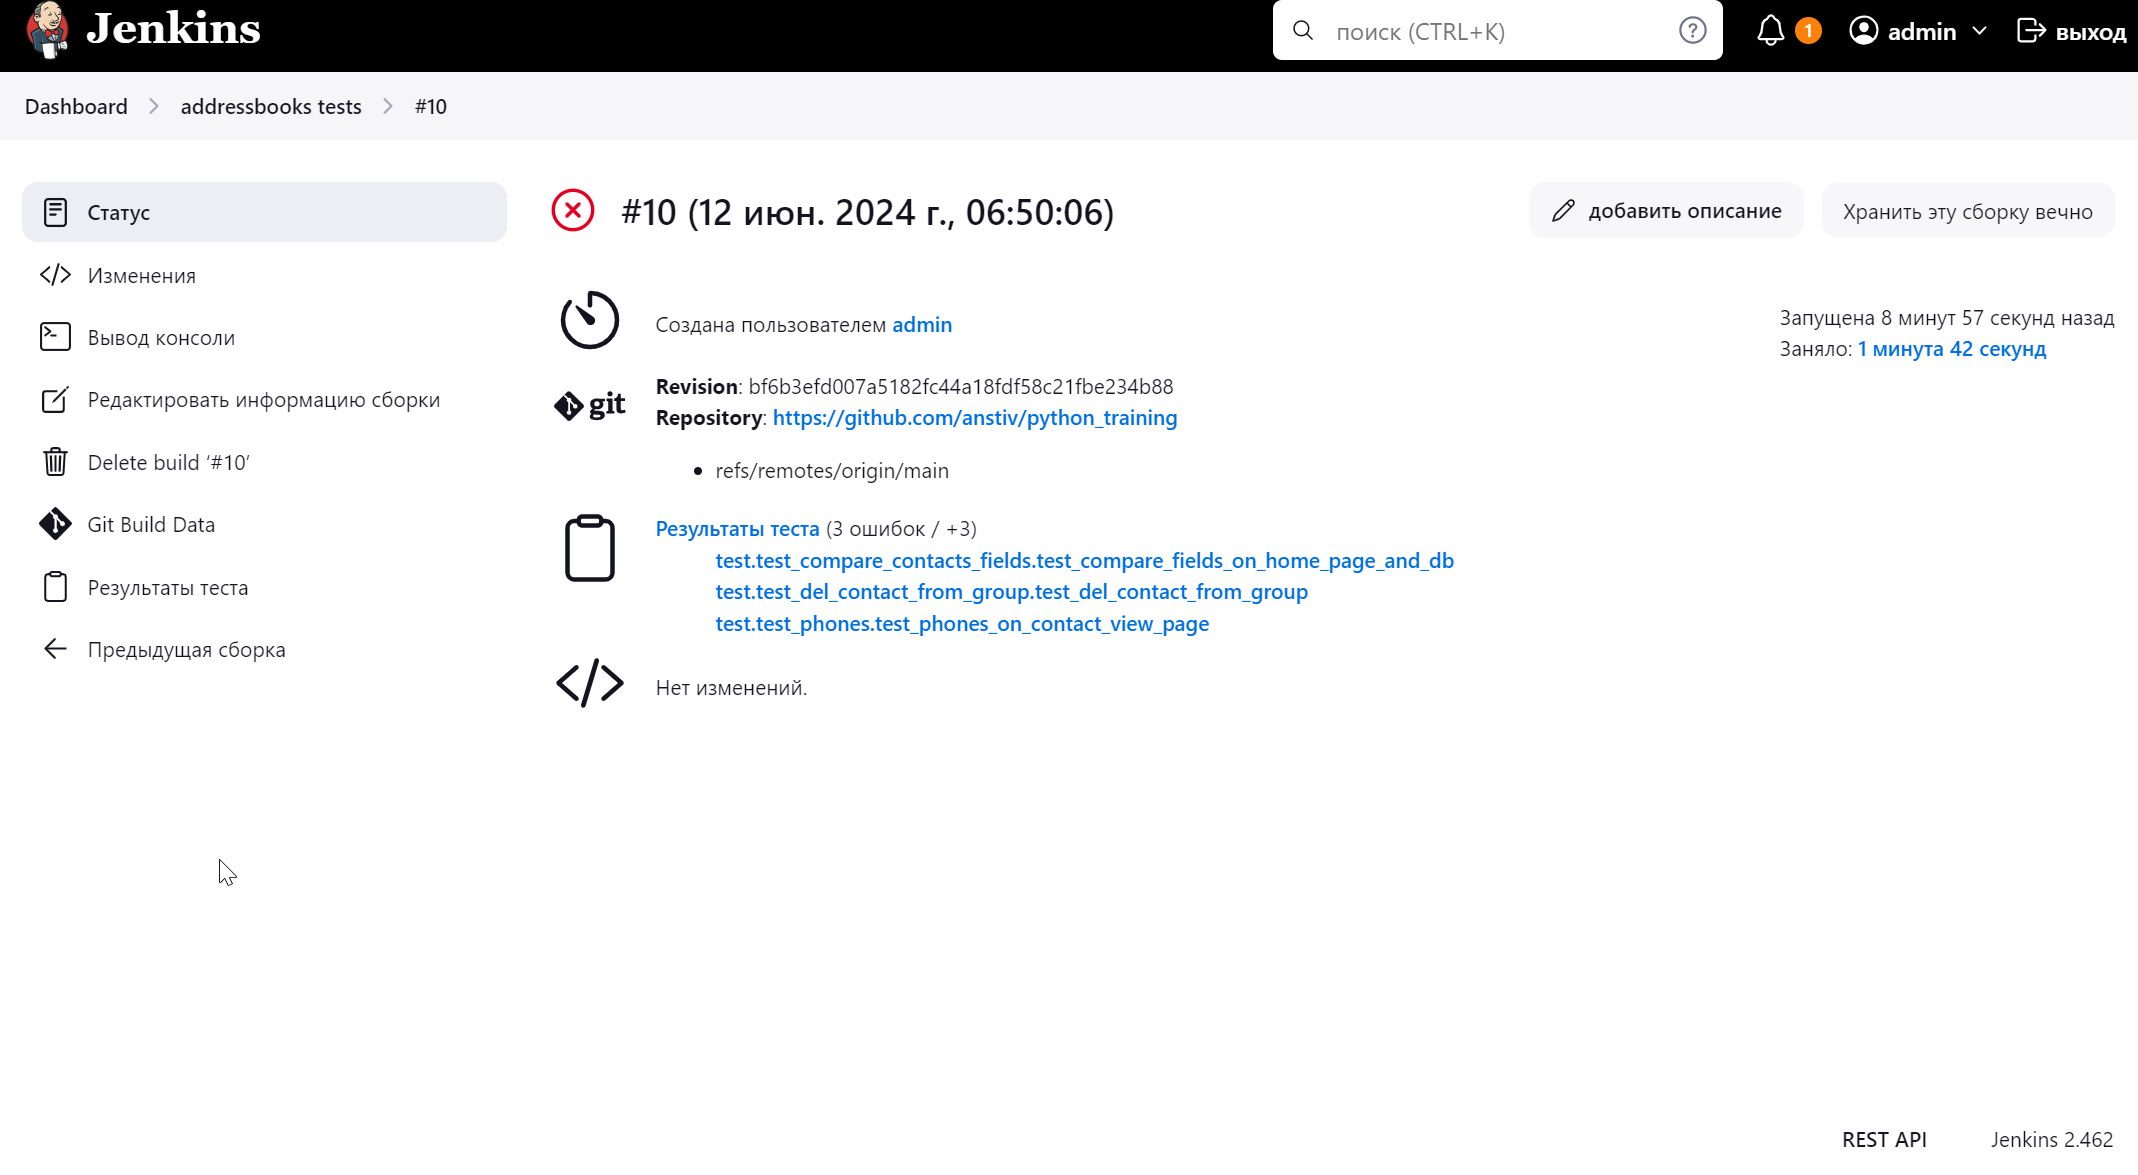 Jenkins
поиск (CTRL+K)
1
admin
выход
Dashboard
addressbooks tests
#10
Статус
Изменения
Вывод консоли
Редактировать информацию сборки
Delete build ‘#10’
Git Build Data
Результаты теста
Предыдущая сборка
#10 (12 июн. 2024 г., 06:50:06)
добавить описание
Хранить эту сборку вечно
Запущена 8 минут 57 секунд назад
Заняло: 1 минута 42 секунд
Создана пользователем admin
git
Revision: bf6b3efd007a5182fc44a18fdf58c21fbe234b88
Repository: https://github.com/anstiv/python_training
refs/remotes/origin/main
Результаты теста (3 ошибок / +3)
test.test_compare_contacts_fields.test_compare_fields_on_home_page_and_db
test.test_del_contact_from_group.test_del_contact_from_group
test.test_phones.test_phones_on_contact_view_page
Нет изменений.
REST API
Jenkins 2.462